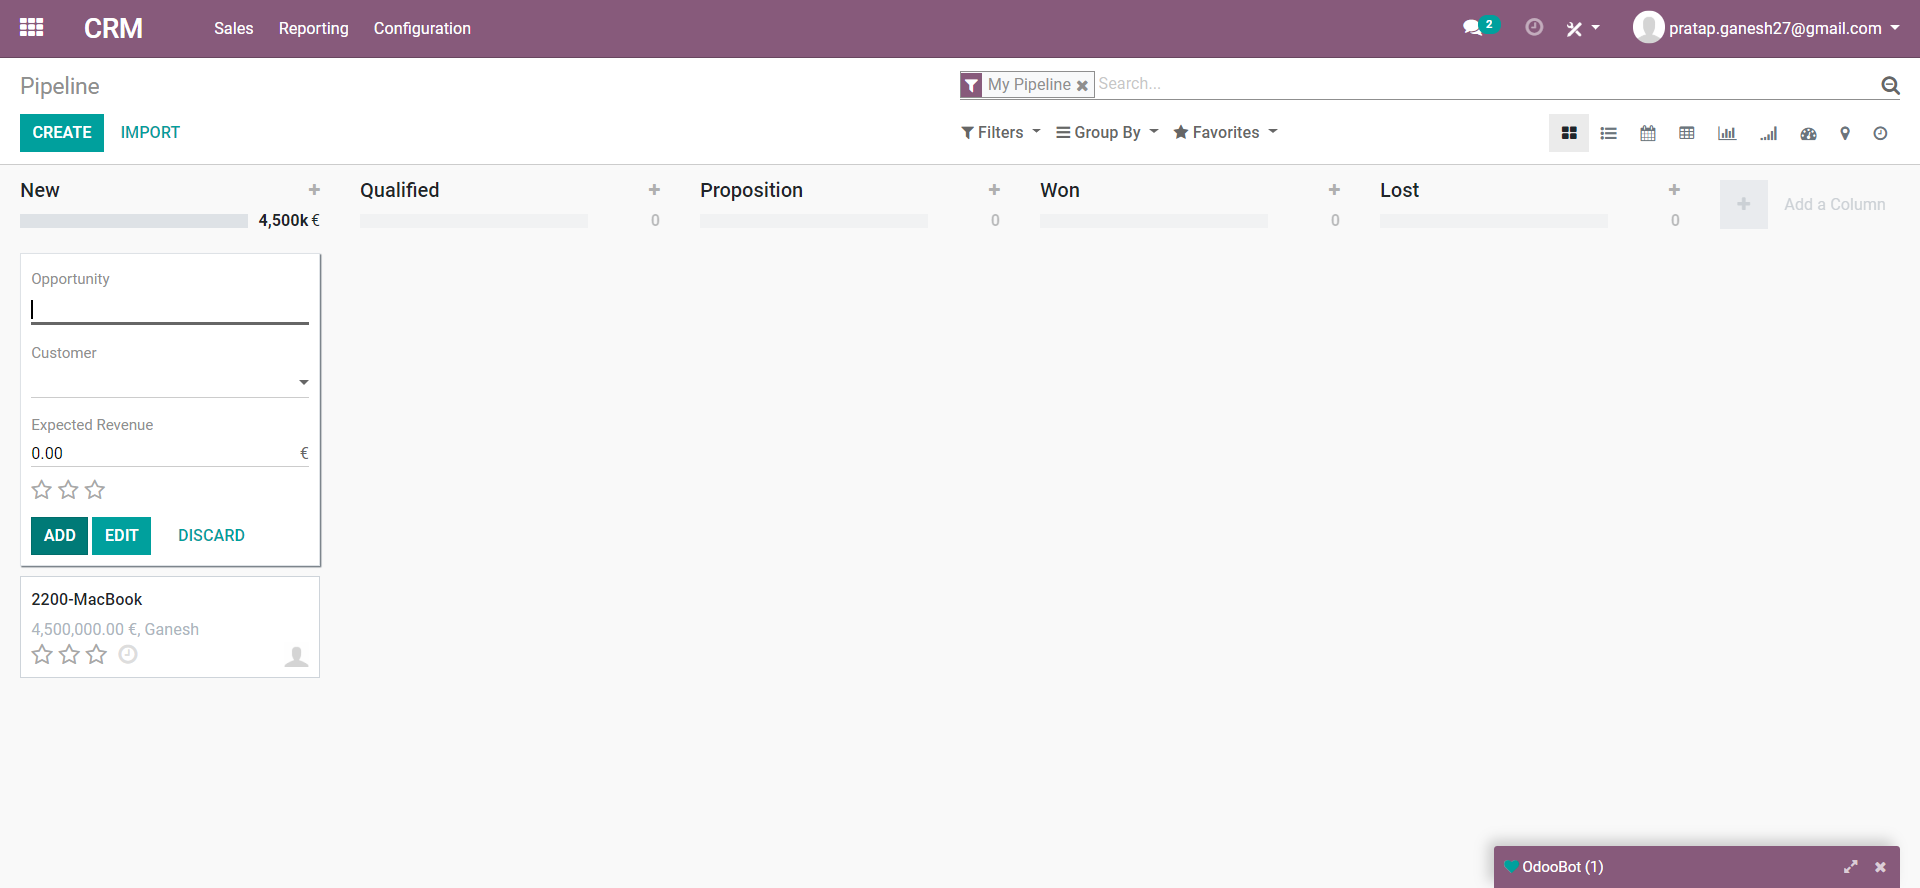 CRM Sales Reporting Configuration 2 pratap.ganesh27@gmail.com
Pipeline
My Pipeline Search...
CREATE IMPORT Filters Group By Favorites
New Qualified Proposition Won Lost Add a Column
4,500k € 0 0 0 0
Opportunity
Customer
Expected Revenue
0.00 €
ADD EDIT DISCARD
2200-MacBook
4,500,000.00 €, Ganesh
OdooBot (1)